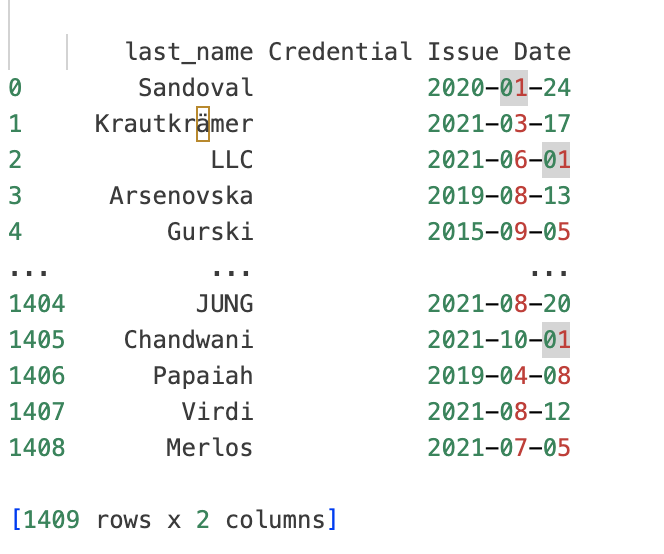 last_name Credential Issue Date
0 Sandoval 2020-01-24
1 Krautkrämer 2021-03-17
2 LLC 2021-06-01
3 Arsenovska 2019-08-13
4 Gurski 2015-09-05
... ... ...
1404 JUNG 2021-08-20
1405 Chandwani 2021-10-01
1406 Papaiah 2019-04-08
1407 Virdi 2021-08-12
1408 Merlos 2021-07-05
[1409 rows x 2 columns]